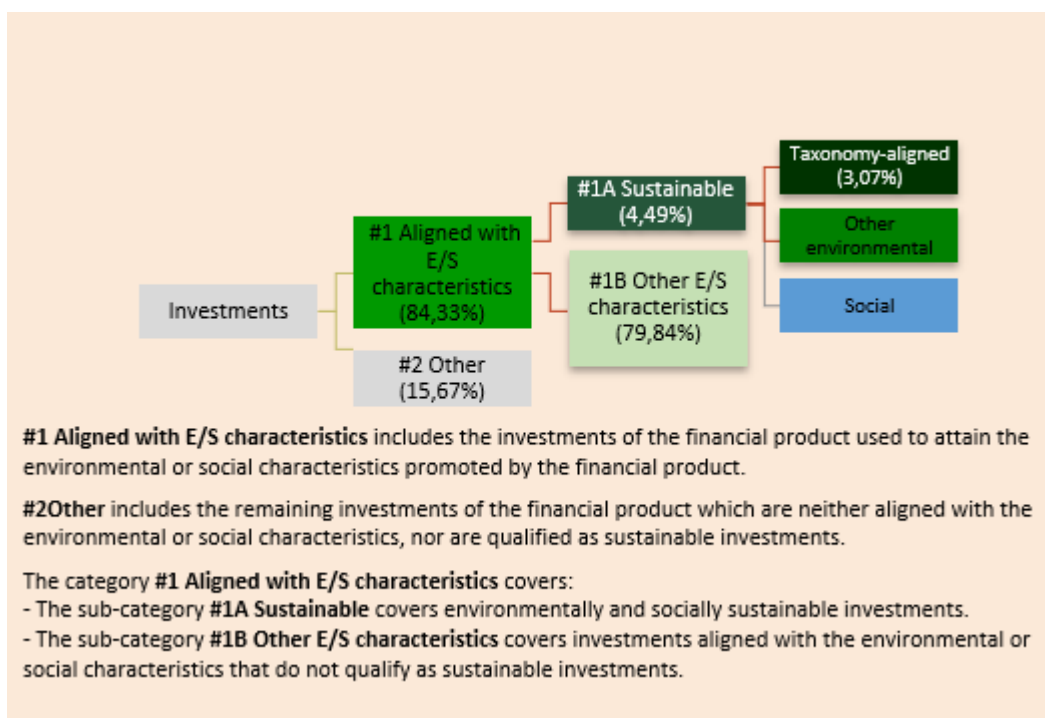 Taxonomy-aligned
(3,07%)
#1A Sustainable
(4,49%)
Other
environmental
#1 Aligned with
E/S
characteristics
(84,33%)
#1B Other E/S
characteristics
(79,84%)
Investments
Social
#2 Other
(15,67%)
#1 Aligned with E/S characteristics includes the investments of the financial product used to attain the
environmental or social characteristics promoted by the financial product.
#2Other includes the remaining investments of the financial product which are neither aligned with the
environmental or social characteristics, nor are qualified as sustainable investments.
The category #1 Aligned with E/S characteristics covers:
- The sub-category #1A Sustainable covers environmentally and socially sustainable investments.
- The sub-category #1B Other E/S characteristics covers investments aligned with the environmental or
social characteristics that do not qualify as sustainable investments.